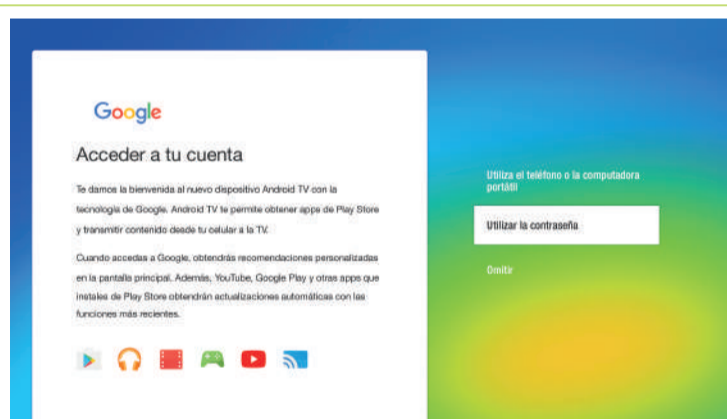 Google
Acceder a tu cuenta
Te damos la bienvenida al nuevo dispositivo Android TV con la
tecnología de Google. Android TV te permite obtener apps de Play Store
y transmitir contenido desde tu celular a la TV.
Cuando accedas a Google, obtendrás recomendaciones personalizadas
en la pantalla principal. Además, YouTube, Google Play y otras apps que
instales de Play Store obtendrán actualizaciones automáticas con las
funciones más recientes.
Utiliza el teléfono o la computadora
portátil
Utilizar la contraseña
Omitir